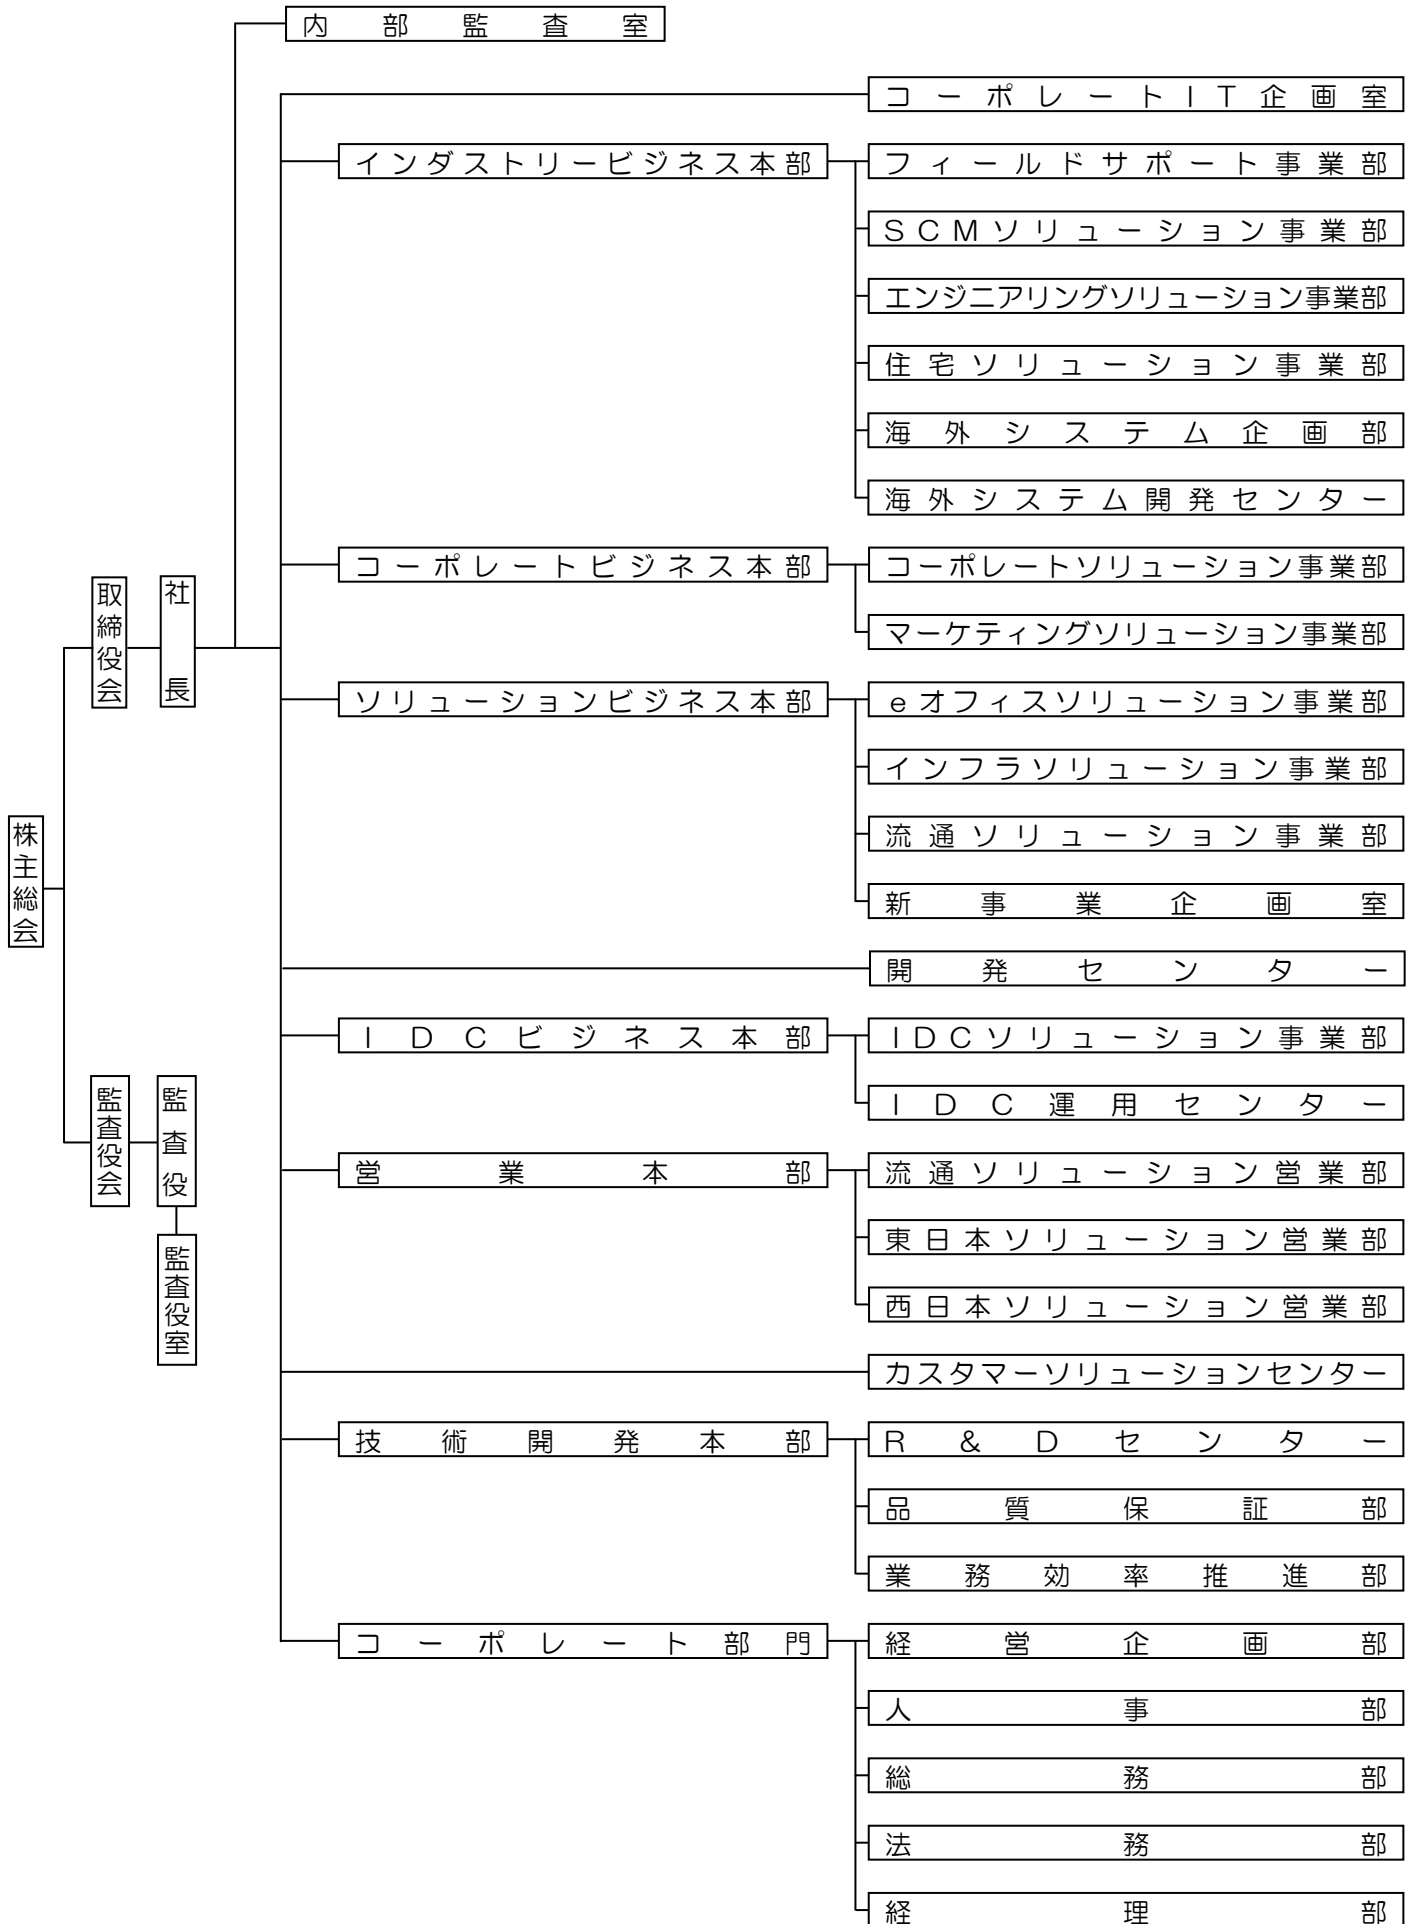 内部監査室
コーポレートIT企画室
インダストリービジネス本部
フィールドサポート事業部
SCMソリューション事業部
エンジニアリングソリューション事業部
住宅ソリューション事業部
海外システム企画部
海外システム開発センター
コーポレートビジネス本部
コーポレートソリューション事業部
マーケティングソリューション事業部
取締役会
社長
ソリューションビジネス本部
eオフィスソリューション事業部
インフラソリューション事業部
流通ソリューション事業部
新事業企画室
株主総会
開発センター
IDCビジネス本部
IDCソリューション事業部
IDC運用センター
監査役会
監査役
監査役室
営業本部
流通ソリューション営業部
東日本ソリューション営業部
西日本ソリューション営業部
カスタマーソリューションセンター
技術開発本部
R&Dセンター
品質保証部
業務効率推進部
コーポレート部門
経営企画部
人事部
総務部
法務部
経理部